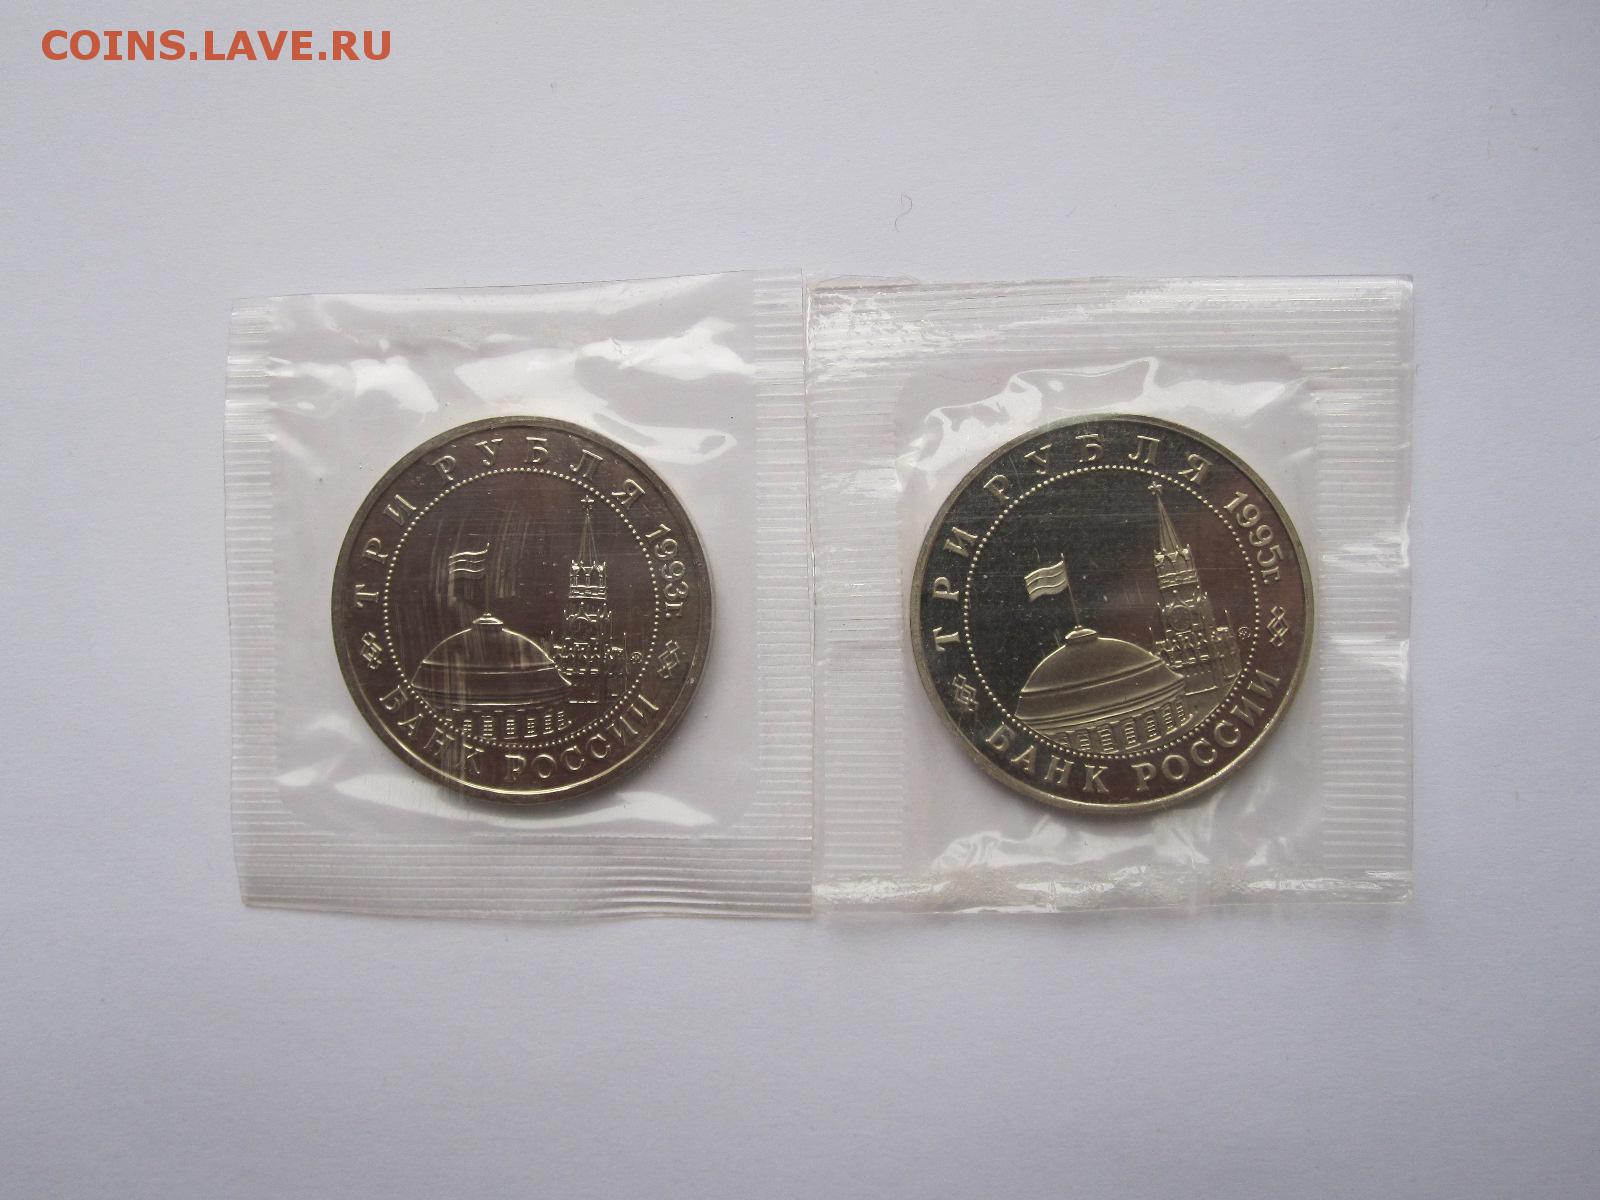 COINS.LAVE.RU
ТРИ РУБЛЯ 1993г.
БАНК РОССИИ
ТРИ РУБЛЯ 1995г.
БАНК РОССИИ